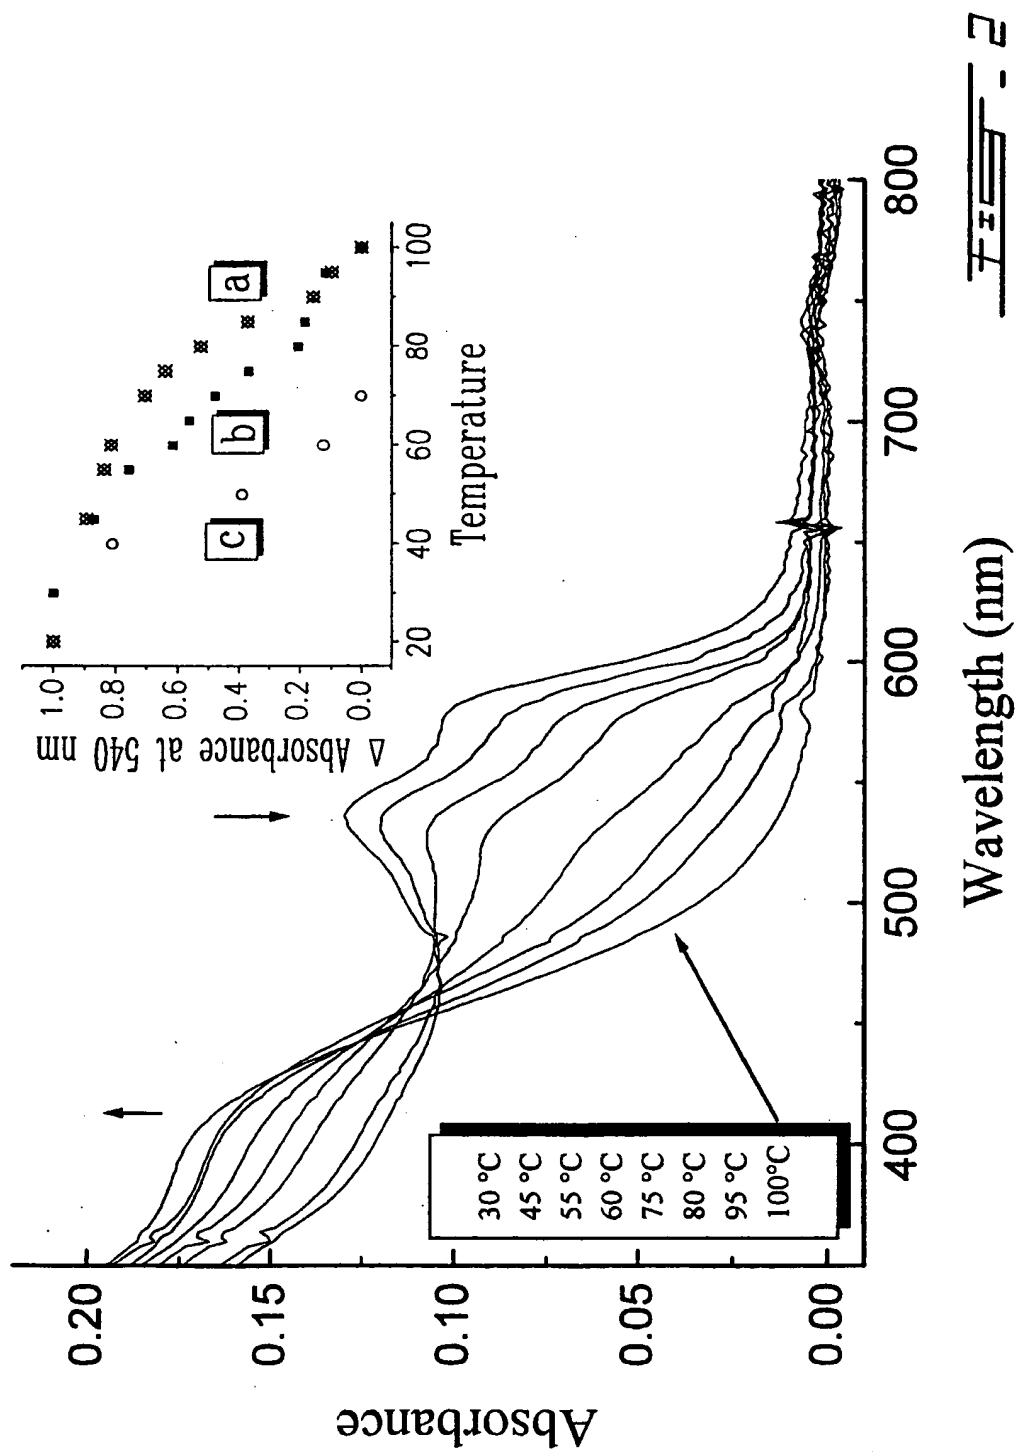 Absorbance
0.20
0.15
0.10
0.05
0.00
400
500
600
700
800
Wavelength (nm)
30 °C
45 °C
55 °C
60 °C
75 °C
80 °C
95 °C
100°C
Δ Absorbance at 540 nm
1.0
0.8
0.6
0.4
0.2
0.0
20
40
60
80
100
Temperature
a
b
c
FIG - 2